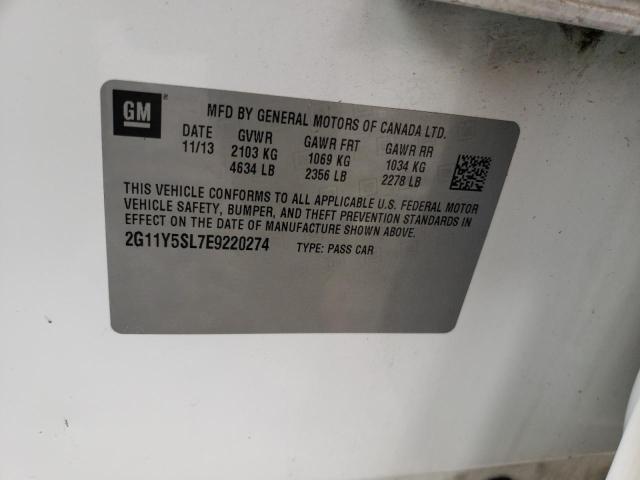 GM
MFD BY GENERAL MOTORS OF CANADA LTD.
DATE GVWR GAWR FRT GAWR RR
11/13 2103 KG 1069 KG 1034 KG
4634 LB 2356 LB 2278 LB
THIS VEHICLE CONFORMS TO ALL APPLICABLE U.S. FEDERAL MOTOR
VEHICLE SAFETY, BUMPER, AND THEFT PREVENTION STANDARDS IN
EFFECT ON THE DATE OF MANUFACTURE SHOWN ABOVE.
2G11Y5SL7E9220274 TYPE: PASS CAR